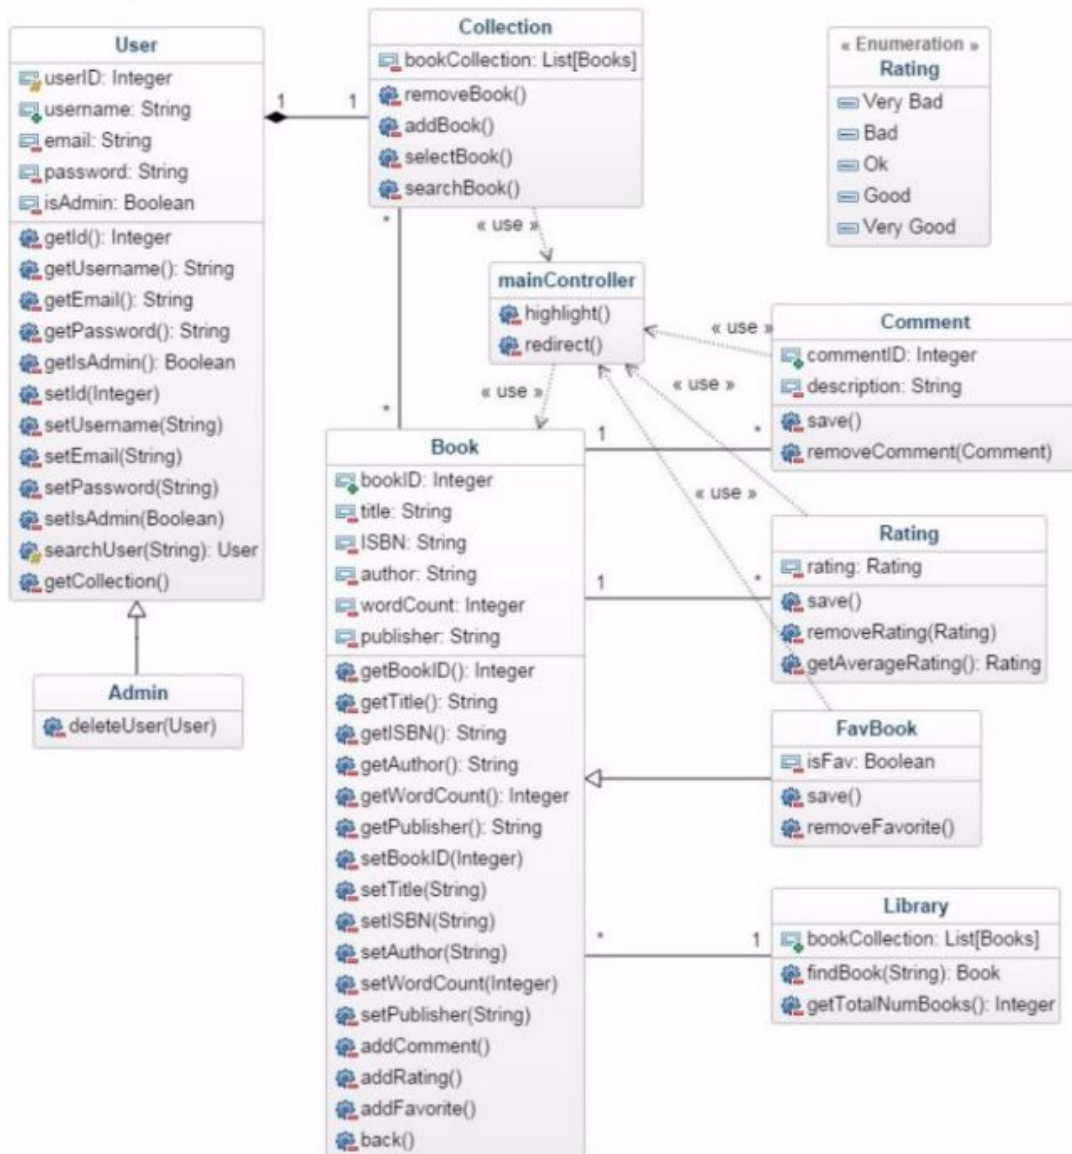 User
userID: Integer
username: String
email: String
password: String
isAdmin: Boolean
getId(): Integer
getUsername(): String
getEmail(): String
getPassword(): String
getIsAdmin(): Boolean
setId(Integer)
setUsername(String)
setEmail(String)
setPassword(String)
setIsAdmin(Boolean)
searchUser(String): User
getCollection()
Admin
deleteUser(User)
1
1
Collection
bookCollection: List[Books]
removeBook()
addBook()
selectBook()
searchBook()
*
*
« use »
mainController
highlight()
redirect()
« use »
« use »
« use »
« use »
Book
bookID: Integer
title: String
ISBN: String
author: String
wordCount: Integer
publisher: String
getBookID(): Integer
getTitle(): String
getISBN(): String
getAuthor(): String
getWordCount(): Integer
getPublisher(): String
setBookID(Integer)
setTitle(String)
setISBN(String)
setAuthor(String)
setWordCount(Integer)
setPublisher(String)
addComment()
addRating()
addFavorite()
back()
« Enumeration »
Rating
Very Bad
Bad
Ok
Good
Very Good
1
*
Comment
commentID: Integer
description: String
save()
removeComment(Comment)
1
*
Rating
rating: Rating
save()
removeRating(Rating)
getAverageRating(): Rating
FavBook
isFav: Boolean
save()
removeFavorite()
*
1
Library
bookCollection: List[Books]
findBook(String): Book
getTotalNumBooks(): Integer